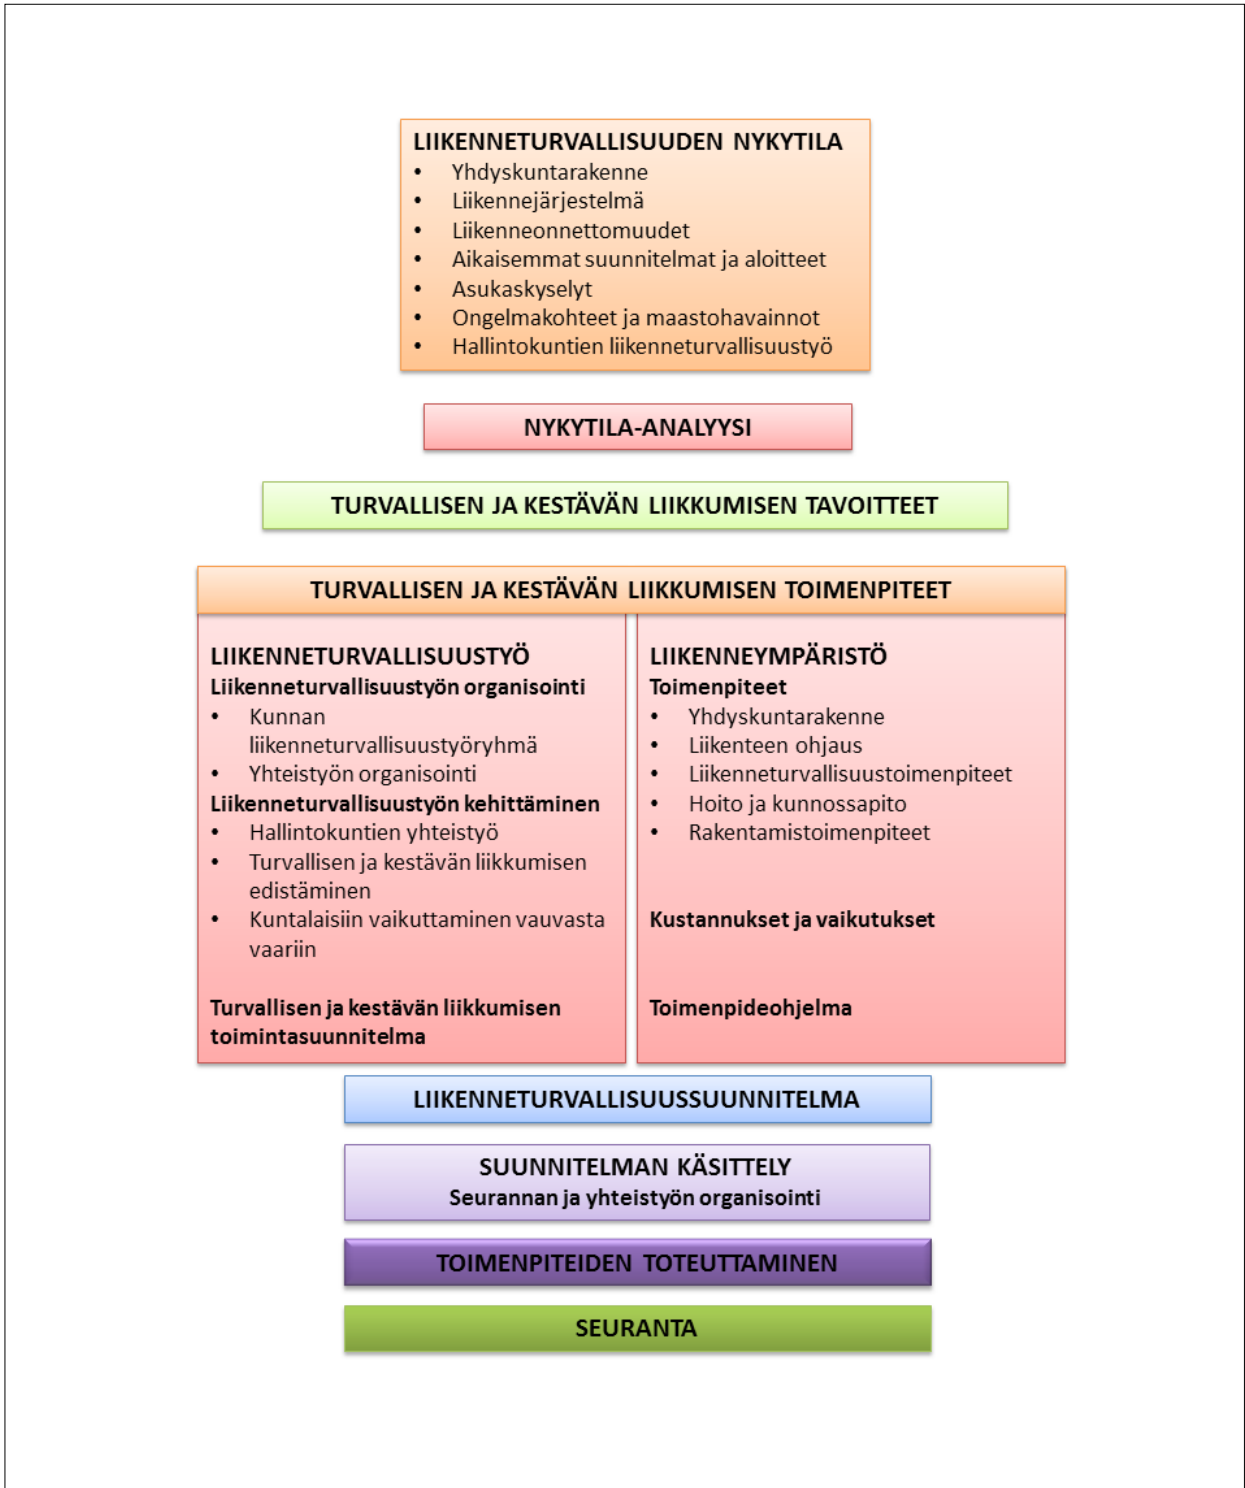 LIIKENNETURVALLISUUDEN NYKYTILA
• Yhdyskuntarakenne
• Liikennejärjestelmä
• Liikenneonnettomuudet
• Aikaisemmat suunnitelmat ja aloitteet
• Asukaskyselyt
• Ongelmakohteet ja maastohavainnot
• Hallintokuntien liikenneturvallisuustyö
NYKYTILA-ANALYYSI
TURVALLISEN JA KESTÄVÄN LIIKKUMISEN TAVOITTEET
TURVALLISEN JA KESTÄVÄN LIIKKUMISEN TOIMENPITEET
LIIKENNETURVALLISUUSTYÖ
Liikenneturvallisuustyön organisointi
• Kunnan
liikenneturvallisuustyöryhmä
• Yhteistyön organisointi
Liikenneturvallisuustyön kehittäminen
• Hallintokuntien yhteistyö
• Turvallisen ja kestävän liikkumisen
edistäminen
• Kuntalaisiin vaikuttaminen vauvasta
vaariin
Turvallisen ja kestävän liikkumisen
toimintasuunnitelma
LIIKENNEYMPÄRISTÖ
Toimenpiteet
• Yhdyskuntarakenne
• Liikenteen ohjaus
• Liikenneturvallisuustoimenpiteet
• Hoito ja kunnossapito
• Rakentamistoimenpiteet
Kustannukset ja vaikutukset
Toimenpideohjelma
LIIKENNETURVALLISUUSSUUNNITELMA
SUUNNITELMAN KÄSITTELY
Seurannan ja yhteistyön organisointi
TOIMENPITEIDEN TOTEUTTAMINEN
SEURANTA